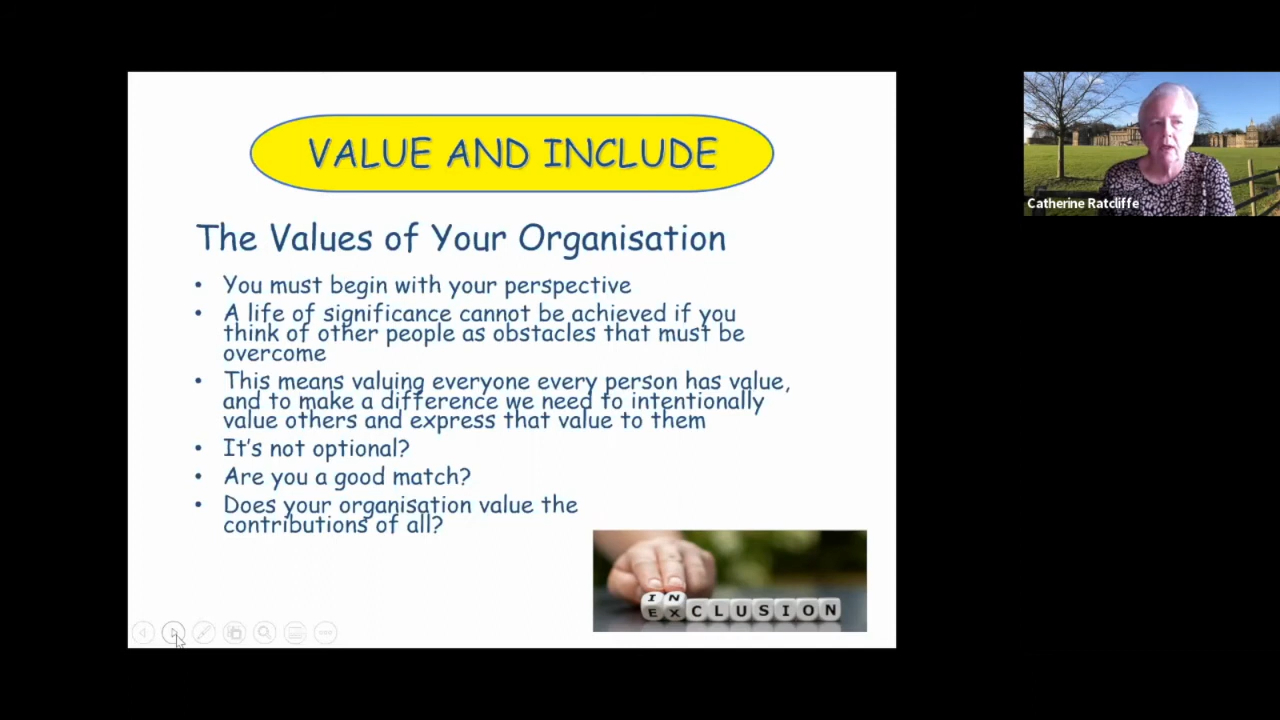 VALUE AND INCLUDE
The Values of Your Organisation
• You must begin with your perspective
• A life of significance cannot be achieved if you
think of other people as obstacles that must be
overcome
• This means valuing everyone every person has value,
and to make a difference we need to intentionally
value others and express that value to them
• It's not optional?
• Are you a good match?
• Does your organisation value the
contributions of all?
IN
EXCLUSION
Catherine Ratcliffe